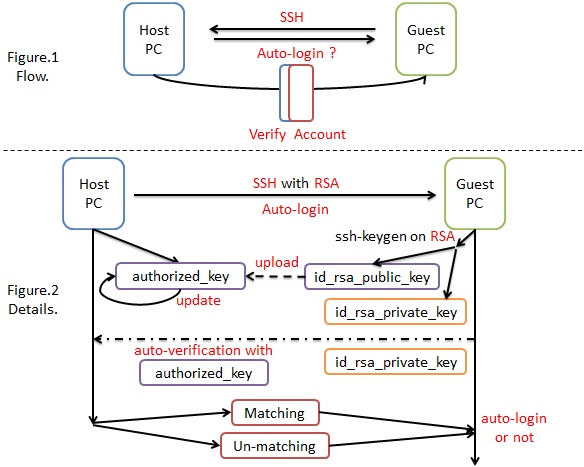 Host
PC
SSH
Auto-login ?
Guest
PC
Figure.1
Flow.
Verify Account
Host
PC
SSH with RSA
Auto-login
Guest
PC
ssh-keygen on RSA
authorized_key
upload
id_rsa_public_key
update
Figure.2
Details.
id_rsa_private_key
auto-verification with
authorized_key
id_rsa_private_key
Matching
Un-matching
auto-login
or not